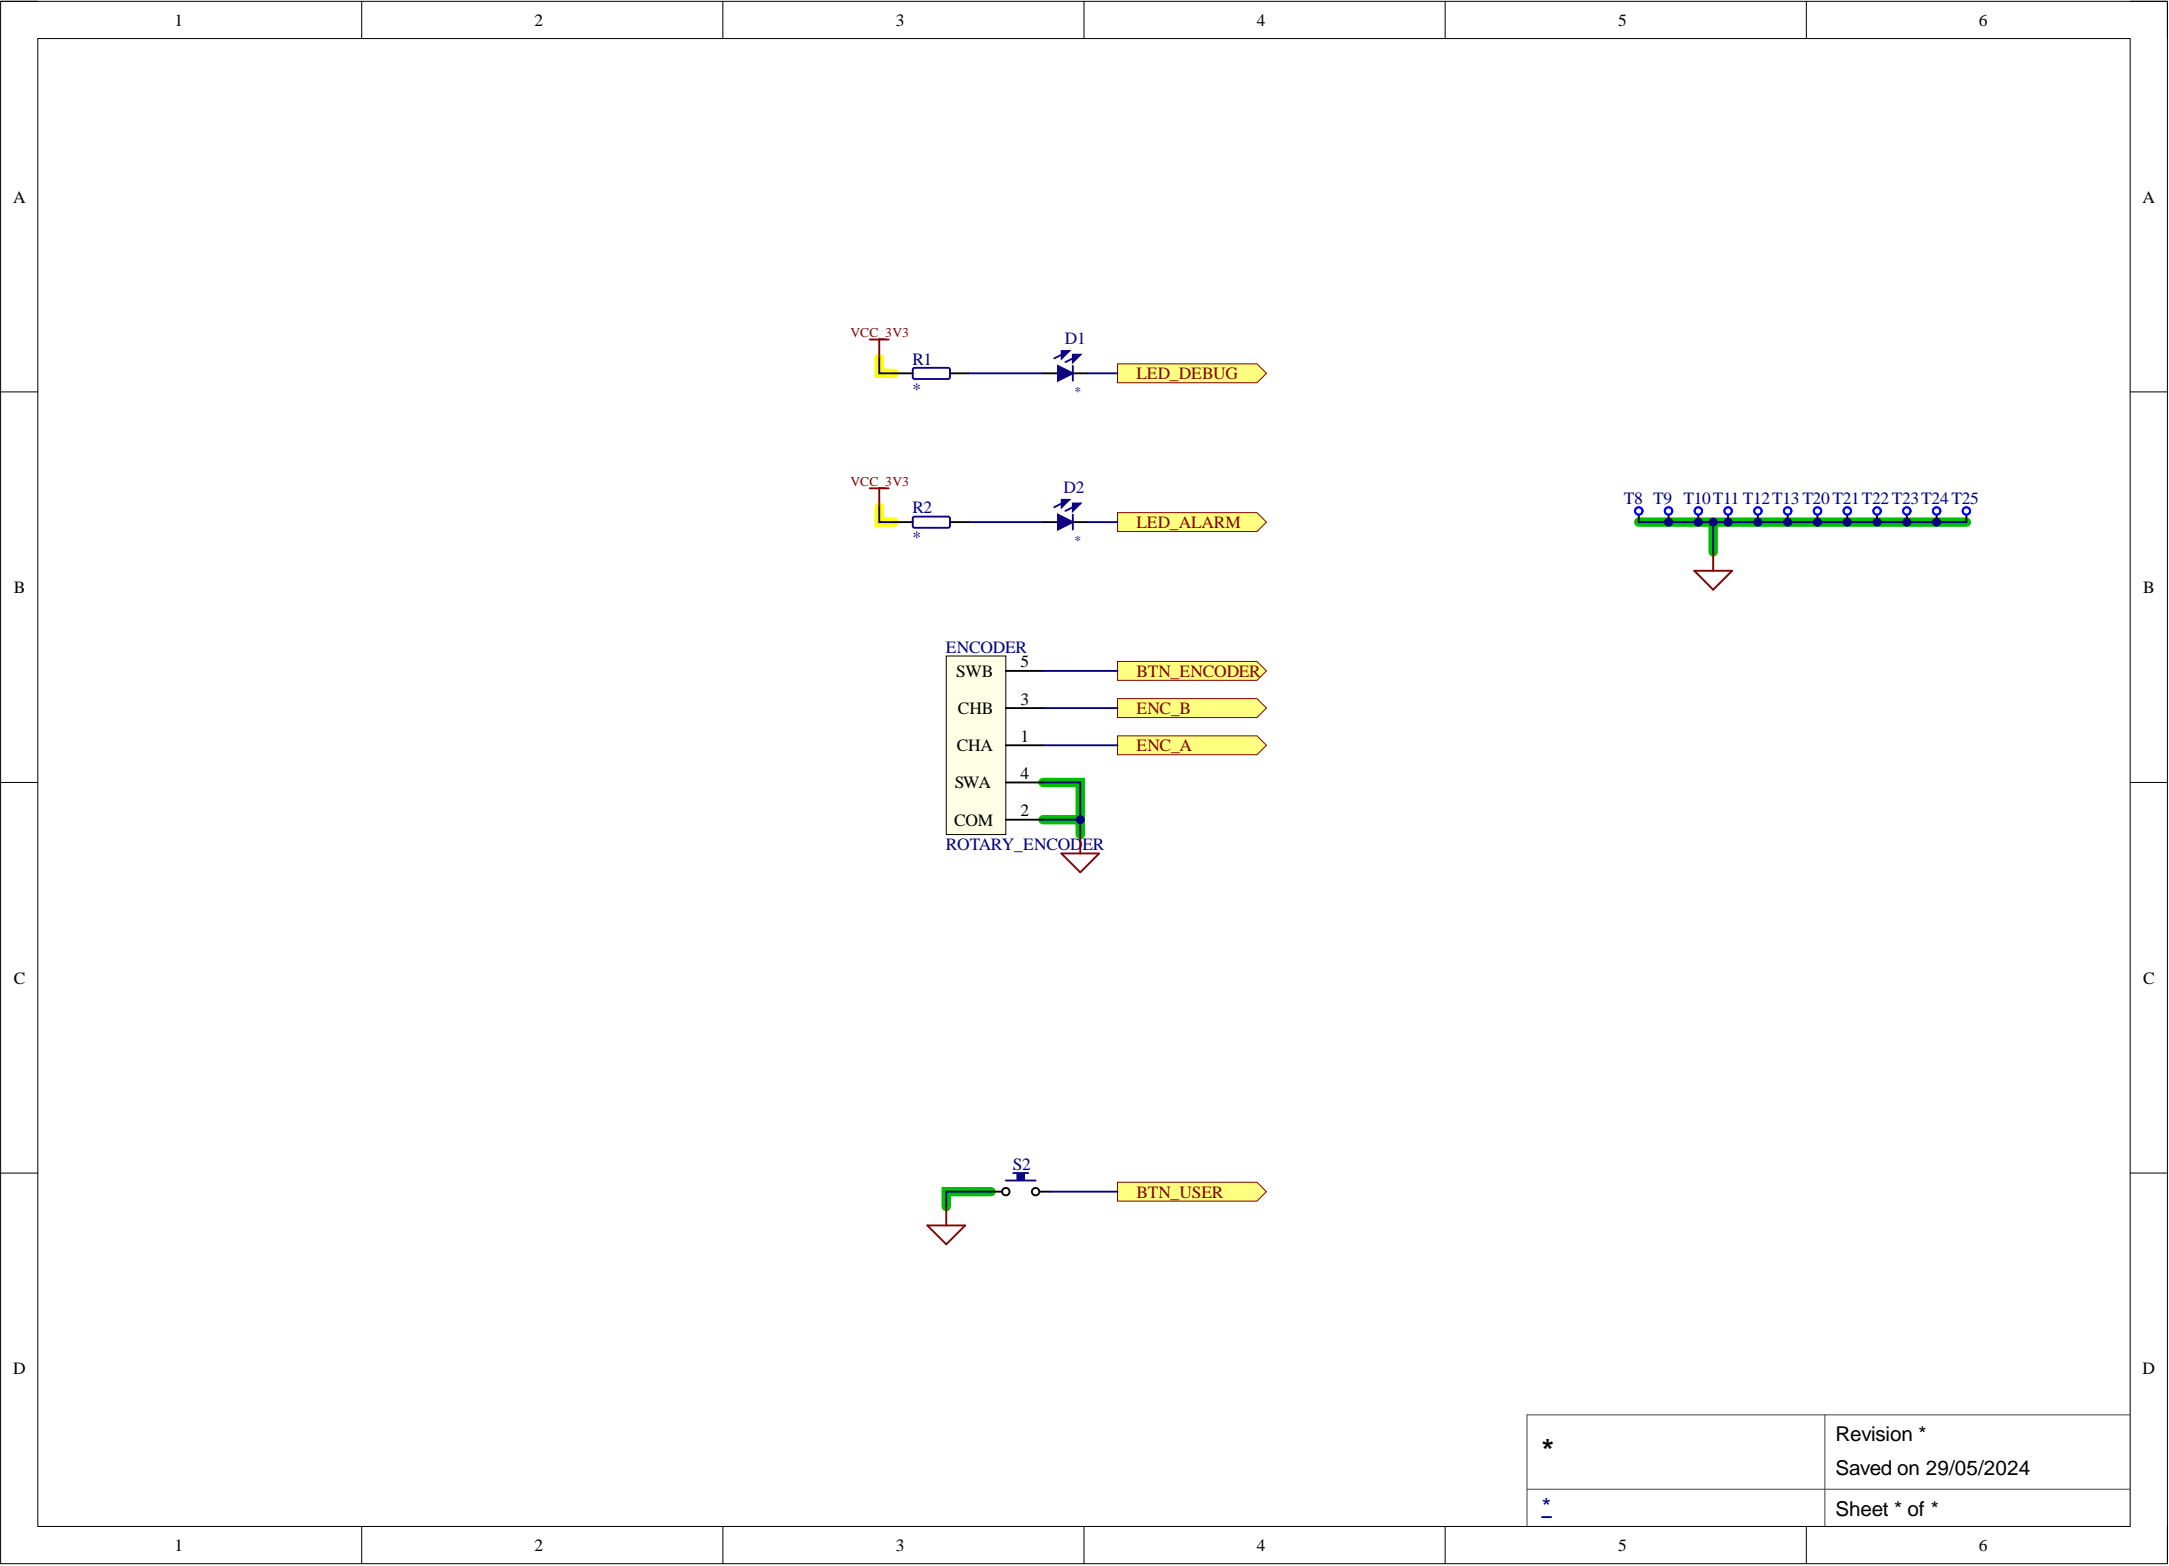 1 2 3 4 5 6
A A
VCC_3V3
D1
R1
LED_DEBUG
*
*
VCC_3V3
D2
R2
LED_ALARM
*
*
T8 T9 T10 T11 T12 T13 T20 T21 T22 T23 T24 T25
B B
ENCODER
SWB 5 BTN_ENCODER
CHB 3 ENC_B
CHA 1 ENC_A
SWA 4
COM 2
ROTARY_ENCODER
C C
S2
BTN_USER
D D
* Revision *
Saved on 29/05/2024
* Sheet * of *
1 2 3 4 5 6